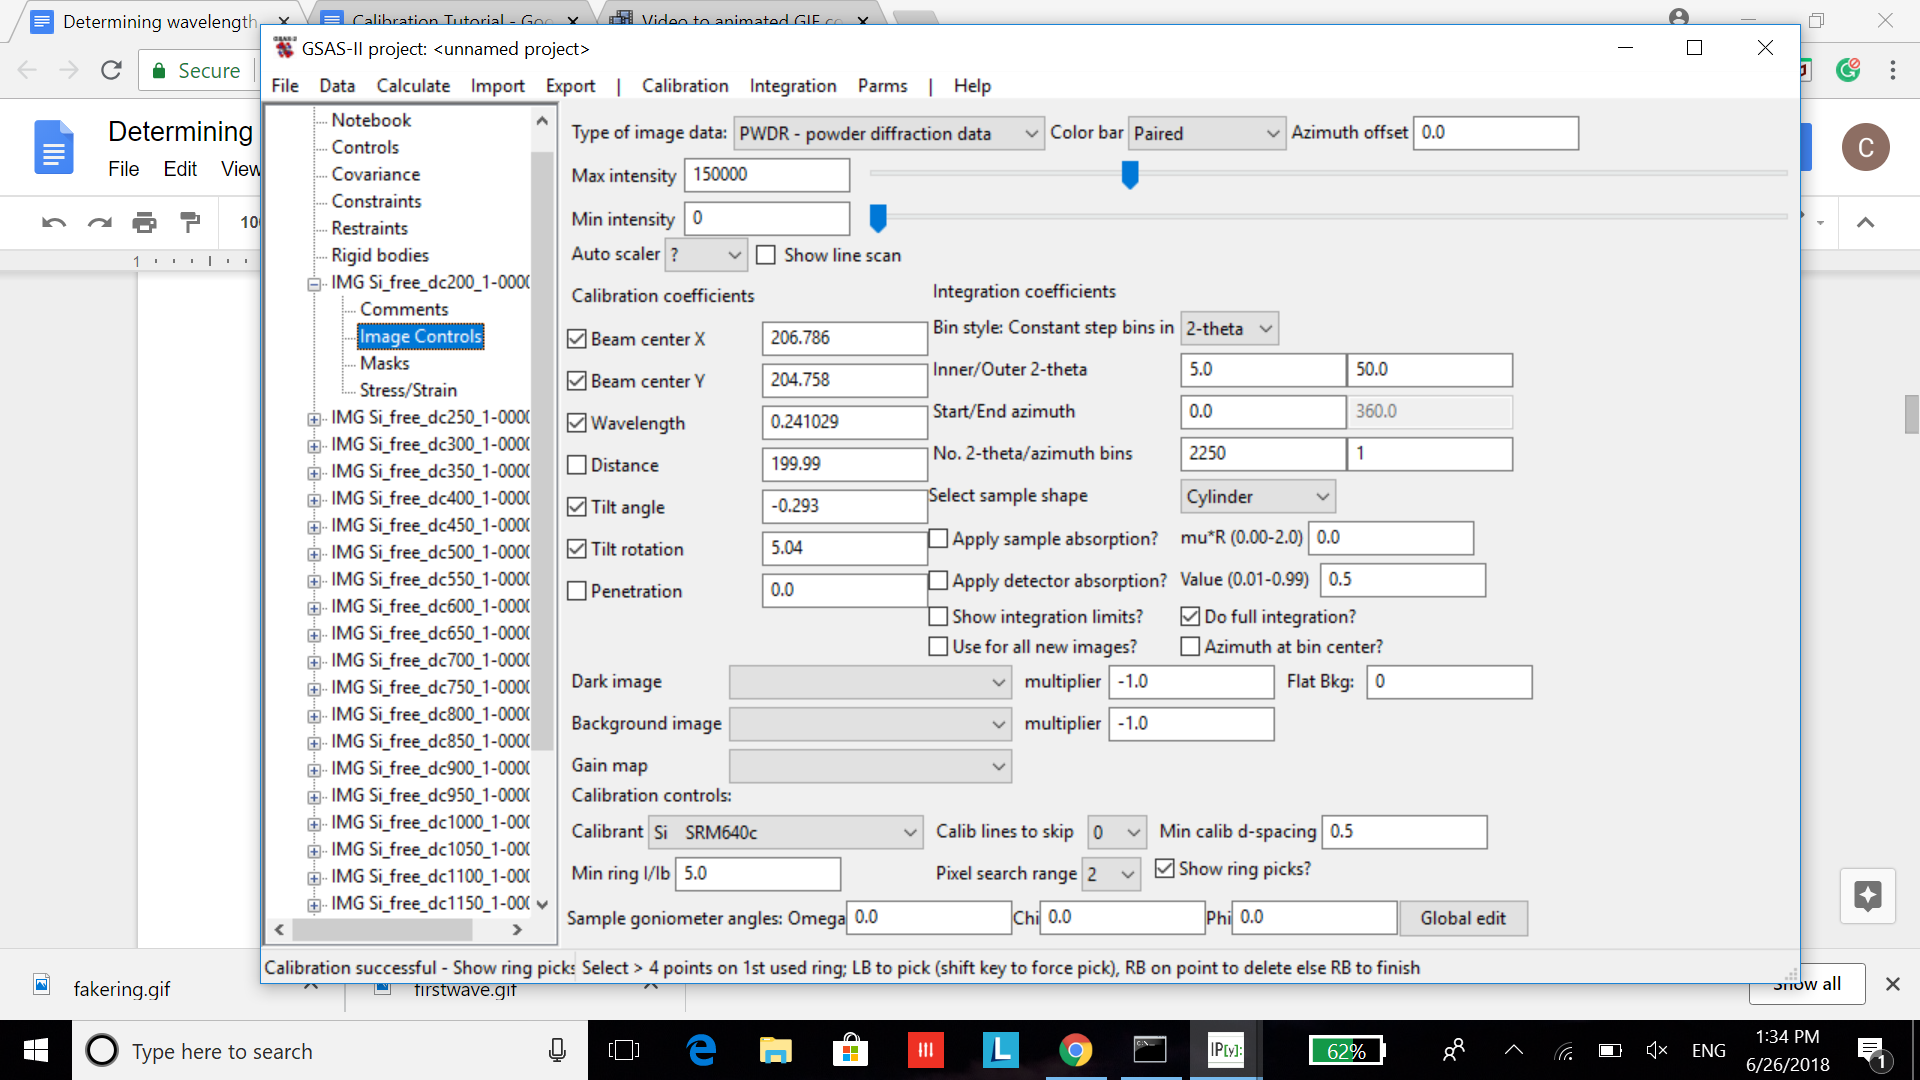 Determining wavelength
Calibration Tutorial - Goo
Video to animated GIF co
Secure
Determining
File Edit View
100
1
GSAS-II project: <unnamed project>
File Data Calculate Import Export | Calibration Integration Parms | Help
Notebook
Controls
Covariance
Constraints
Restraints
Rigid bodies
IMG Si_free_dc200_1-0000
Comments
Image Controls
Masks
Stress/Strain
IMG Si_free_dc250_1-0000
IMG Si_free_dc300_1-0000
IMG Si_free_dc350_1-0000
IMG Si_free_dc400_1-0000
IMG Si_free_dc450_1-0000
IMG Si_free_dc500_1-0000
IMG Si_free_dc550_1-0000
IMG Si_free_dc600_1-0000
IMG Si_free_dc650_1-0000
IMG Si_free_dc700_1-0000
IMG Si_free_dc750_1-0000
IMG Si_free_dc800_1-0000
IMG Si_free_dc850_1-0000
IMG Si_free_dc900_1-0000
IMG Si_free_dc950_1-0000
IMG Si_free_dc1000_1-000
IMG Si_free_dc1050_1-000
IMG Si_free_dc1100_1-000
IMG Si_free_dc1150_1-000
Type of image data: PWDR - powder diffraction data Color bar Paired Azimuth offset 0.0
Max intensity 150000
Min intensity 0
Auto scaler ? Show line scan
Calibration coefficients
Beam center X 206.786
Beam center Y 204.758
Wavelength 0.241029
Distance 199.99
Tilt angle -0.293
Tilt rotation 5.04
Penetration 0.0
Integration coefficients
Bin style: Constant step bins in 2-theta
Inner/Outer 2-theta 5.0 50.0
Start/End azimuth 0.0 360.0
No. 2-theta/azimuth bins 2250 1
Select sample shape Cylinder
Apply sample absorption? mu*R (0.00-2.0) 0.0
Apply detector absorption? Value (0.01-0.99) 0.5
Show integration limits? Do full integration?
Use for all new images? Azimuth at bin center?
Dark image multiplier -1.0 Flat Bkg: 0
Background image multiplier -1.0
Gain map
Calibration controls:
Calibrant Si SRM640c Calib lines to skip 0 Min calib d-spacing 0.5
Min ring I/Ib 5.0 Pixel search range 2 Show ring picks?
Sample goniometer angles: Omega 0.0 Chi 0.0 Phi 0.0 Global edit
Calibration successful - Show ring picks Select > 4 points on 1st used ring; LB to pick (shift key to force pick), RB on point to delete else RB to finish
C
fakering.gif
firstwave.gif
Show all
Type here to search
L
IP[y]:
62%
ENG
1:34 PM
6/26/2018
1